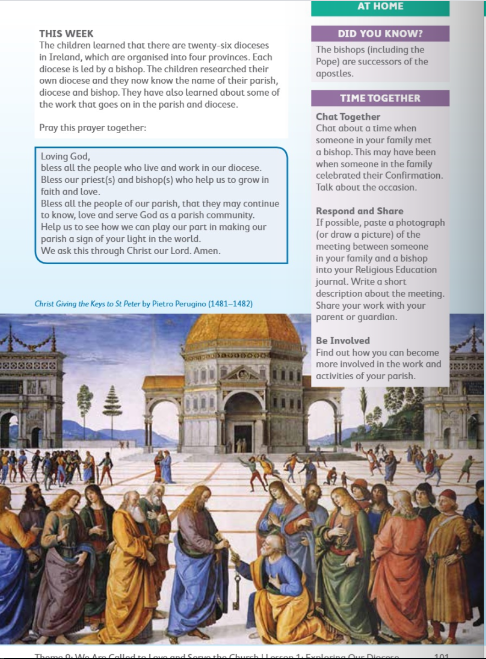 THIS WEEK
The children learned that there are twenty-six dioceses
in Ireland, which are organised into four provinces. Each
diocese is led by a bishop. The children researched their
own diocese and they now know the name of their parish,
diocese and bishop. They have also learned about some of
the work that goes on in the parish and diocese.
Pray this prayer together:
Loving God,
bless all the people who live and work in our diocese.
Bless our priest(s) and bishop(s) who help us to grow in
faith and love.
Bless all the people of our parish, that they may continue
to know, love and serve God as a parish community.
Help us to see how we can play our part in making our
parish a sign of your light in the world.
We ask this through Christ our Lord. Amen.
Christ Giving the Keys to St Peter by Pietro Perugino (1481–1482)
AT HOME
DID YOU KNOW?
The bishops (including the
Pope) are successors of the
apostles.
TIME TOGETHER
Chat Together
Chat about a time when
someone in your family met
a bishop. This may have been
when someone in the family
celebrated their Confirmation.
Talk about the occasion.
Respond and Share
If possible, paste a photograph
(or draw a picture) of the
meeting between someone
in your family and a bishop
into your Religious Education
journal. Write a short
description about the meeting.
Share your work with your
parent or guardian.
Be Involved
Find out how you can become
more involved in the work and
activities of your parish.
Theme 9: We Are Called to Love and Serve the Church | Lesson 1: Exploring Our Diocese 101